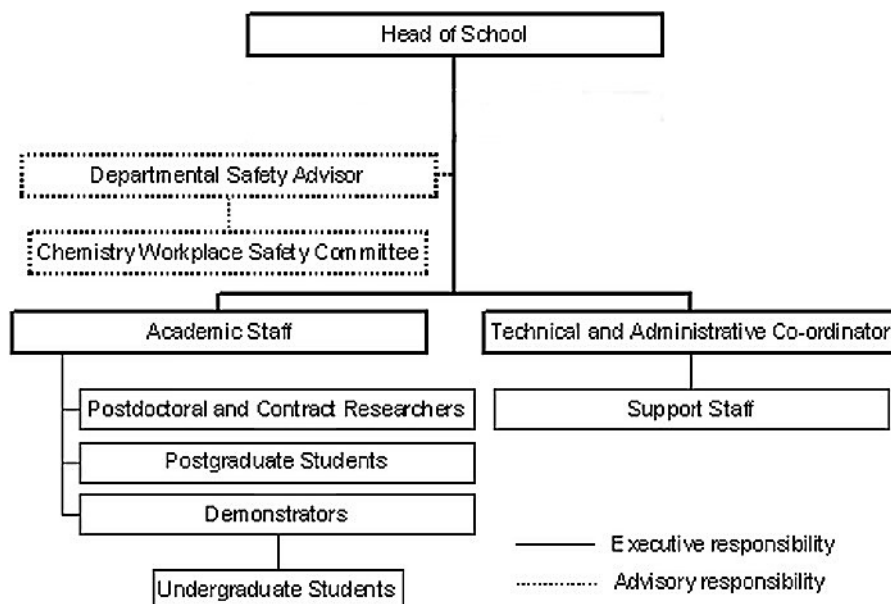 Head of School
Departmental Safety Advisor
Chemistry Workplace Safety Committee
Academic Staff
Technical and Administrative Co-ordinator
Postdoctoral and Contract Researchers
Support Staff
Postgraduate Students
Demonstrators
Executive responsibility
Undergraduate Students
Advisory responsibility